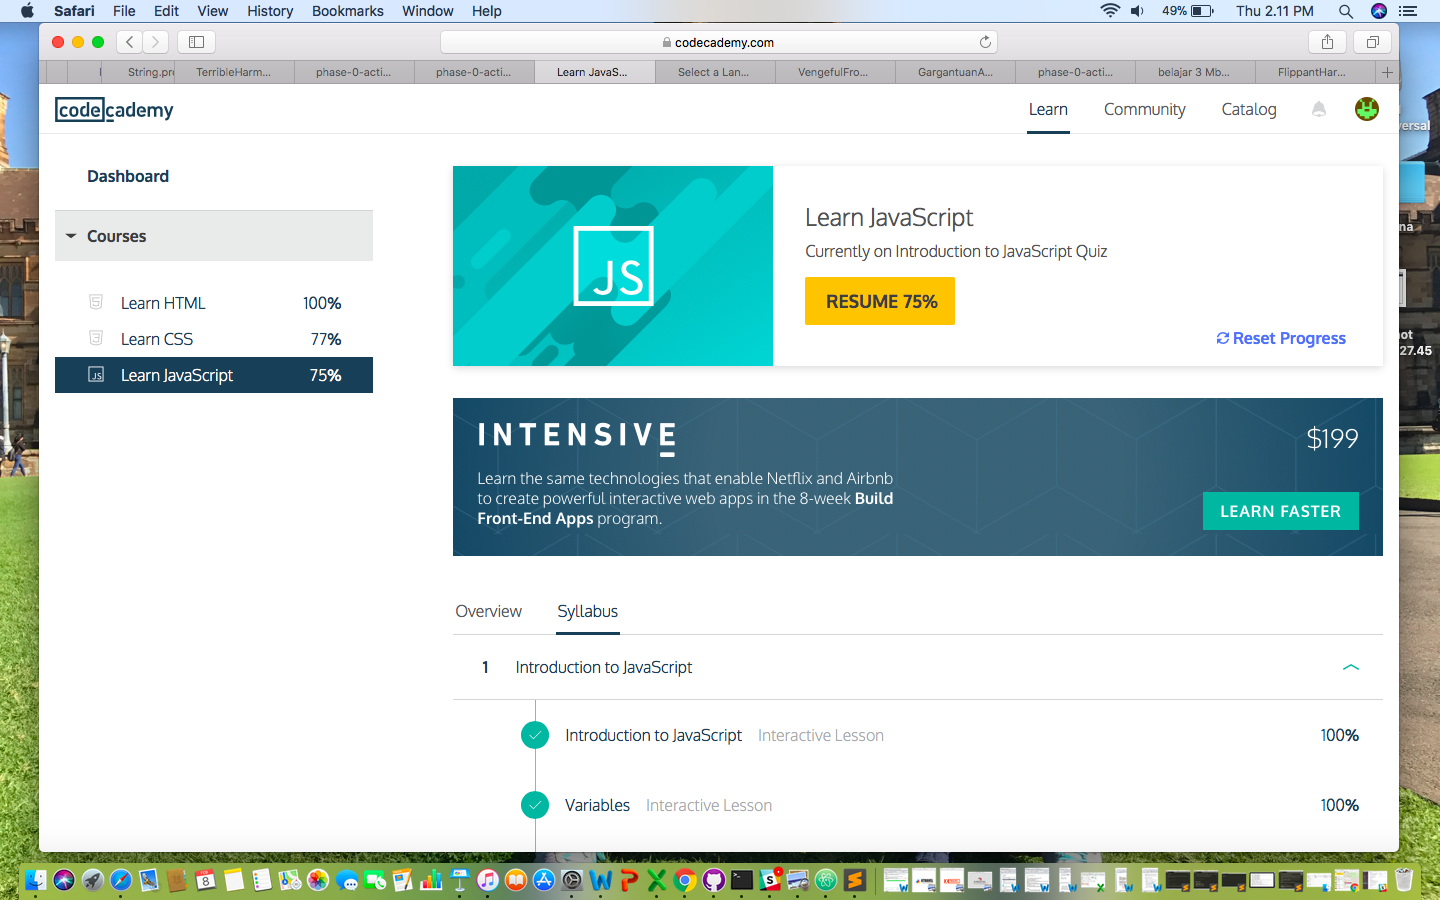 Safari File Edit View History Bookmarks Window Help 49% Thu 2.11 PM
codecademy.com
String.pr TerribleHarm... phase-0-acti... phase-0-acti... Learn JavaS... Select a Lan... VengefulFro... GargantuanA... phase-0-acti... belajar 3 Mb... FlippantHar...
codecademy
Learn Community Catalog
Dashboard
Courses
Learn HTML 100%
Learn CSS 77%
Learn JavaScript 75%
JS
Learn JavaScript
Currently on Introduction to JavaScript Quiz
RESUME 75%
Reset Progress
INTENSIVE
$199
Learn the same technologies that enable Netflix and Airbnb
to create powerful interactive web apps in the 8-week Build
Front-End Apps program.
LEARN FASTER
Overview Syllabus
1 Introduction to JavaScript
Introduction to JavaScript Interactive Lesson 100%
Variables Interactive Lesson 100%
versal
na
ot
27.45
FEB
8